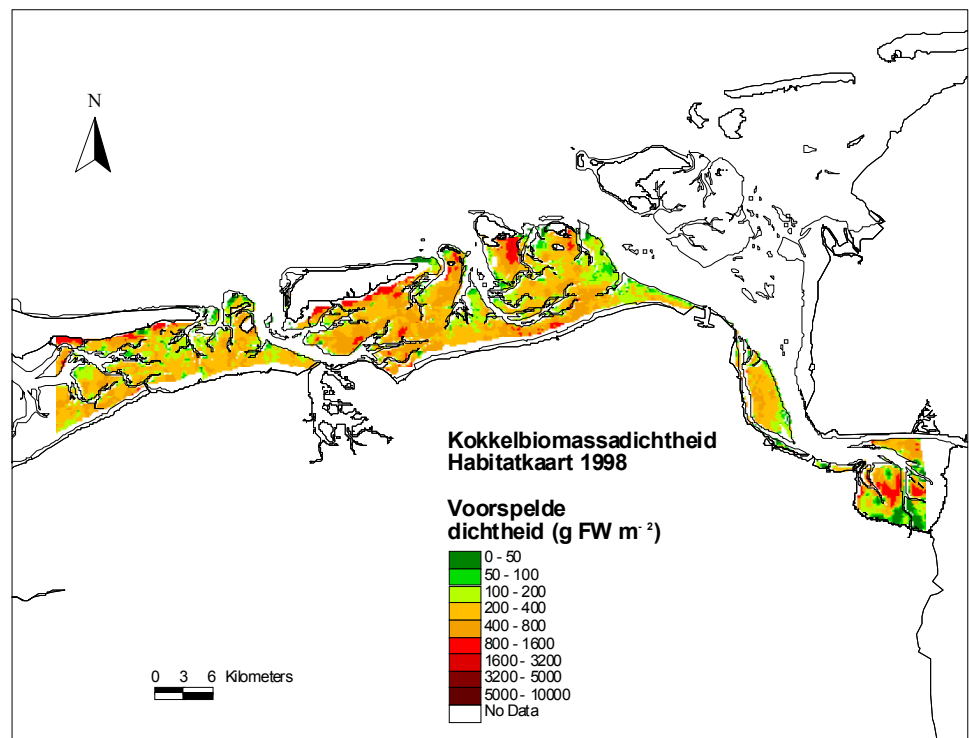 N
Kokkelbiomassadichtheid
Habitatkaart 1998
Voorspelde
dichtheid (g FW m⁻²)
0 - 50
50 - 100
100 - 200
200 - 400
400 - 800
800 - 1600
1600 - 3200
3200 - 5000
5000 - 10000
No Data
0 3 6 Kilometers